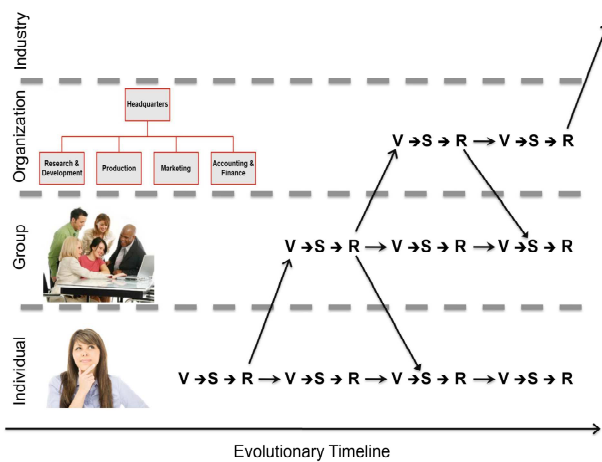 Industry
Organization
Headquarters
Research &
Development
Production
Marketing
Accounting &
Finance
V → S → R → V → S → R
Group
V → S → R → V → S → R → V → S → R
Individual
V → S → R → V → S → R → V → S → R → V → S → R
Evolutionary Timeline